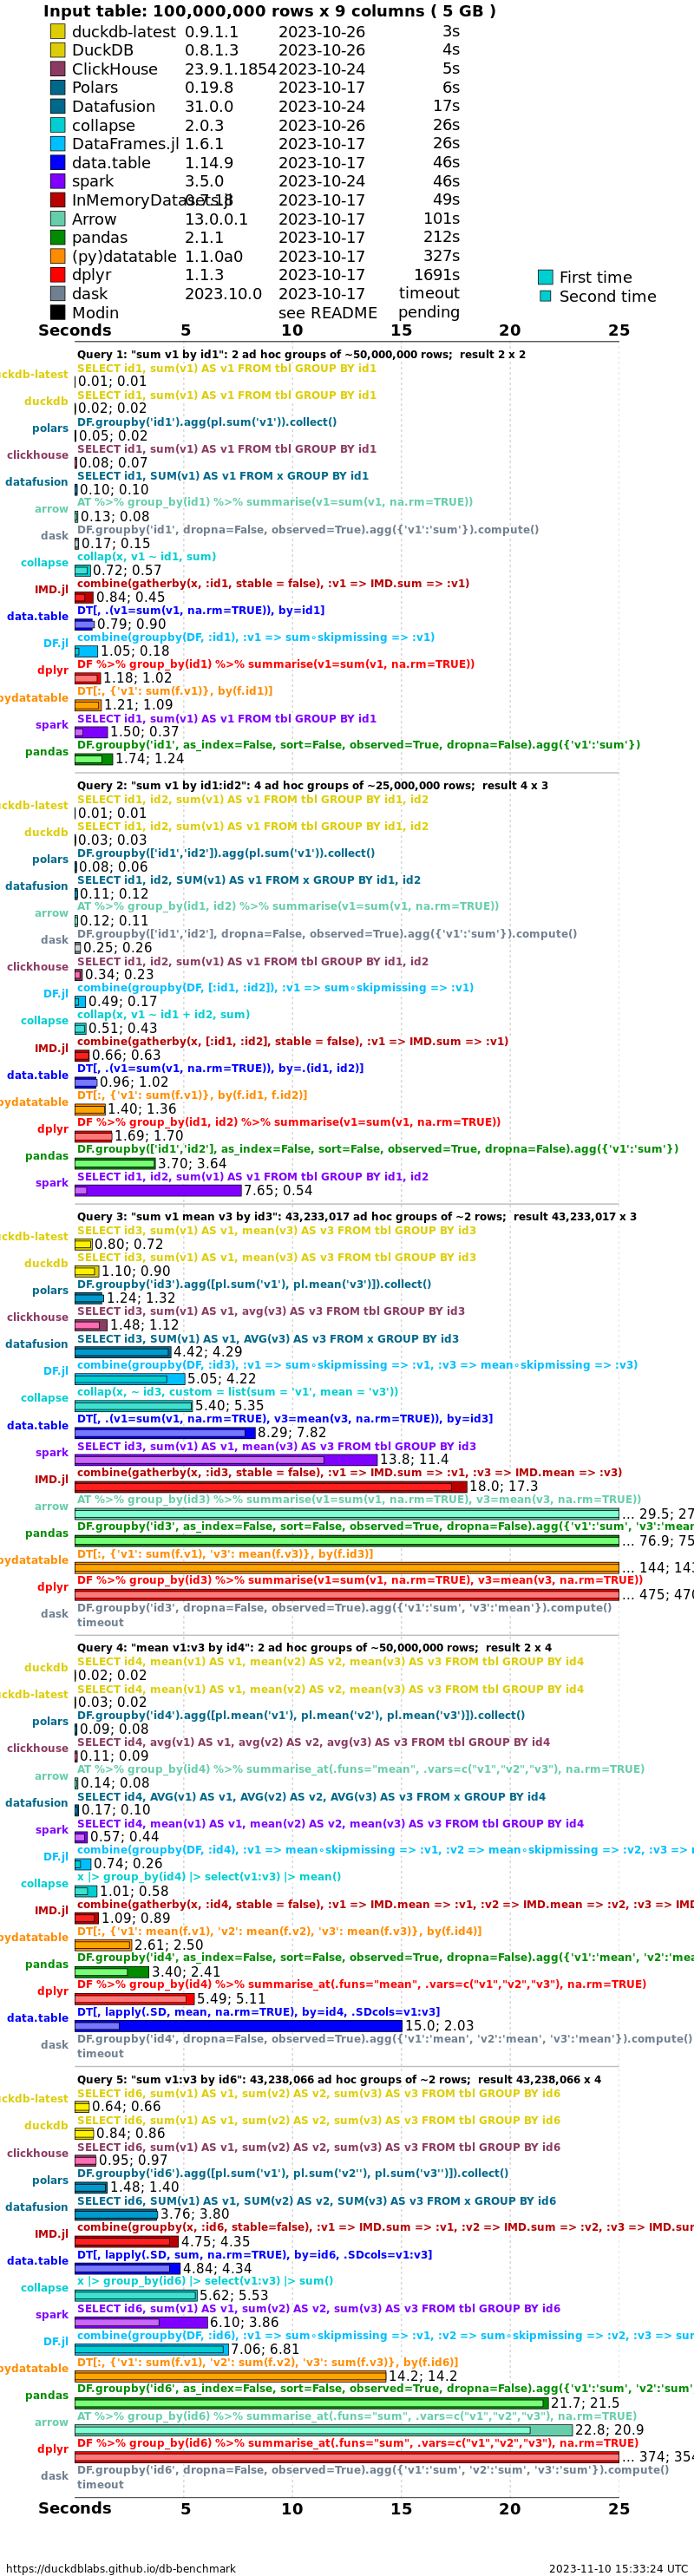 Input table: 100,000,000 rows x 9 columns ( 5 GB )
duckdb-latest 0.9.1.1 2023-10-26 3s
DuckDB 0.8.1.3 2023-10-26 4s
ClickHouse 23.9.1.1854 2023-10-24 5s
Polars 0.19.8 2023-10-17 6s
Datafusion 31.0.0 2023-10-24 17s
collapse 2.0.3 2023-10-26 26s
DataFrames.jl 1.6.1 2023-10-17 26s
data.table 1.14.9 2023-10-17 46s
spark 3.5.0 2023-10-24 46s
InMemoryDatasets.jl 0.7.18 2023-10-17 49s
Arrow 13.0.0.1 2023-10-17 101s
pandas 2.1.1 2023-10-17 212s
(py)datatable 1.1.0a0 2023-10-17 327s
dplyr 1.1.3 2023-10-17 1691s
dask 2023.10.0 2023-10-17 timeout
Modin see README pending
First time
Second time
Seconds 5 10 15 20 25
Query 1: "sum v1 by id1": 2 ad hoc groups of ~50,000,000 rows; result 2 x 2
SELECT id1, sum(v1) AS v1 FROM tbl GROUP BY id1
uckdb-latest 0.01; 0.01
SELECT id1, sum(v1) AS v1 FROM tbl GROUP BY id1
duckdb 0.02; 0.02
DF.groupby('id1').agg(pl.sum('v1')).collect()
polars 0.05; 0.02
SELECT id1, sum(v1) AS v1 FROM tbl GROUP BY id1
clickhouse 0.08; 0.07
SELECT id1, SUM(v1) AS v1 FROM x GROUP BY id1
datafusion 0.10; 0.10
AT %>% group_by(id1) %>% summarise(v1=sum(v1, na.rm=TRUE))
arrow 0.13; 0.08
DF.groupby('id1', dropna=False, observed=True).agg({'v1':'sum'}).compute()
dask 0.17; 0.15
collap(x, v1 ~ id1, sum)
collapse 0.72; 0.57
combine(gatherby(x, :id1, stable = false), :v1 => IMD.sum => :v1)
IMD.jl 0.84; 0.45
DT[, .(v1=sum(v1, na.rm=TRUE)), by=id1]
data.table 0.79; 0.90
combine(groupby(DF, :id1), :v1 => sum∘skipmissing => :v1)
DF.jl 1.05; 0.18
DF %>% group_by(id1) %>% summarise(v1=sum(v1, na.rm=TRUE))
dplyr 1.18; 1.02
DT[:, {'v1': sum(f.v1)}, by(f.id1)]
pydatatable 1.21; 1.09
SELECT id1, sum(v1) AS v1 FROM tbl GROUP BY id1
spark 1.50; 0.37
DF.groupby('id1', as_index=False, sort=False, observed=True, dropna=False).agg({'v1':'sum'})
pandas 1.74; 1.24
Query 2: "sum v1 by id1:id2": 4 ad hoc groups of ~25,000,000 rows; result 4 x 3
SELECT id1, id2, sum(v1) AS v1 FROM tbl GROUP BY id1, id2
uckdb-latest 0.01; 0.01
SELECT id1, id2, sum(v1) AS v1 FROM tbl GROUP BY id1, id2
duckdb 0.03; 0.03
DF.groupby(['id1','id2']).agg(pl.sum('v1')).collect()
polars 0.08; 0.06
SELECT id1, id2, SUM(v1) AS v1 FROM x GROUP BY id1, id2
datafusion 0.11; 0.12
AT %>% group_by(id1, id2) %>% summarise(v1=sum(v1, na.rm=TRUE))
arrow 0.12; 0.11
DF.groupby(['id1','id2'], dropna=False, observed=True).agg({'v1':'sum'}).compute()
dask 0.25; 0.26
SELECT id1, id2, sum(v1) AS v1 FROM tbl GROUP BY id1, id2
clickhouse 0.34; 0.23
combine(groupby(DF, [:id1, :id2]), :v1 => sum∘skipmissing => :v1)
DF.jl 0.49; 0.17
collap(x, v1 ~ id1 + id2, sum)
collapse 0.51; 0.43
combine(gatherby(x, [:id1, :id2], stable = false), :v1 => IMD.sum => :v1)
IMD.jl 0.66; 0.63
DT[, .(v1=sum(v1, na.rm=TRUE)), by=.(id1, id2)]
data.table 0.96; 1.02
DT[:, {'v1': sum(f.v1)}, by(f.id1, f.id2)]
pydatatable 1.40; 1.36
DF %>% group_by(id1, id2) %>% summarise(v1=sum(v1, na.rm=TRUE))
dplyr 1.69; 1.70
DF.groupby(['id1','id2'], as_index=False, sort=False, observed=True, dropna=False).agg({'v1':'sum'})
pandas 3.70; 3.64
SELECT id1, id2, sum(v1) AS v1 FROM tbl GROUP BY id1, id2
spark 7.65; 0.54
Query 3: "sum v1 mean v3 by id3": 43,233,017 ad hoc groups of ~2 rows; result 43,233,017 x 3
SELECT id3, sum(v1) AS v1, mean(v3) AS v3 FROM tbl GROUP BY id3
uckdb-latest 0.80; 0.72
SELECT id3, sum(v1) AS v1, mean(v3) AS v3 FROM tbl GROUP BY id3
duckdb 1.10; 0.90
DF.groupby('id3').agg([pl.sum('v1'), pl.mean('v3')]).collect()
polars 1.24; 1.32
SELECT id3, sum(v1) AS v1, avg(v3) AS v3 FROM tbl GROUP BY id3
clickhouse 1.48; 1.12
SELECT id3, SUM(v1) AS v1, AVG(v3) AS v3 FROM x GROUP BY id3
datafusion 4.42; 4.29
combine(groupby(DF, :id3), :v1 => sum∘skipmissing => :v1, :v3 => mean∘skipmissing => :v3)
DF.jl 5.05; 4.22
collap(x, ~ id3, custom = list(sum = 'v1', mean = 'v3'))
collapse 5.40; 5.35
DT[, .(v1=sum(v1, na.rm=TRUE), v3=mean(v3, na.rm=TRUE)), by=id3]
data.table 8.29; 7.82
SELECT id3, sum(v1) AS v1, mean(v3) AS v3 FROM tbl GROUP BY id3
spark 13.8; 11.4
combine(gatherby(x, :id3, stable = false), :v1 => IMD.sum => :v1, :v3 => IMD.mean => :v3)
IMD.jl 18.0; 17.3
AT %>% group_by(id3) %>% summarise(v1=sum(v1, na.rm=TRUE), v3=mean(v3, na.rm=TRUE))
arrow ... 29.5; 27
DF.groupby('id3', as_index=False, sort=False, observed=True, dropna=False).agg({'v1':'sum', 'v3':'mean
pandas ... 76.9; 75
DT[:, {'v1': sum(f.v1), 'v3': mean(f.v3)}, by(f.id3)]
pydatatable ... 144; 143
DF %>% group_by(id3) %>% summarise(v1=sum(v1, na.rm=TRUE), v3=mean(v3, na.rm=TRUE))
dplyr ... 475; 470
DF.groupby('id3', dropna=False, observed=True).agg({'v1':'sum', 'v3':'mean'}).compute()
dask timeout
Query 4: "mean v1:v3 by id4": 2 ad hoc groups of ~50,000,000 rows; result 2 x 4
SELECT id4, mean(v1) AS v1, mean(v2) AS v2, mean(v3) AS v3 FROM tbl GROUP BY id4
duckdb 0.02; 0.02
SELECT id4, mean(v1) AS v1, mean(v2) AS v2, mean(v3) AS v3 FROM tbl GROUP BY id4
uckdb-latest 0.03; 0.02
DF.groupby('id4').agg([pl.mean('v1'), pl.mean('v2'), pl.mean('v3')]).collect()
polars 0.09; 0.08
SELECT id4, avg(v1) AS v1, avg(v2) AS v2, avg(v3) AS v3 FROM tbl GROUP BY id4
clickhouse 0.11; 0.09
AT %>% group_by(id4) %>% summarise_at(.funs="mean", .vars=c("v1","v2","v3"), na.rm=TRUE)
arrow 0.14; 0.08
SELECT id4, AVG(v1) AS v1, AVG(v2) AS v2, AVG(v3) AS v3 FROM x GROUP BY id4
datafusion 0.17; 0.10
SELECT id4, mean(v1) AS v1, mean(v2) AS v2, mean(v3) AS v3 FROM tbl GROUP BY id4
spark 0.57; 0.44
combine(groupby(DF, :id4), :v1 => mean∘skipmissing => :v1, :v2 => mean∘skipmissing => :v2, :v3 => m
DF.jl 0.74; 0.26
x |> group_by(id4) |> select(v1:v3) |> mean()
collapse 1.01; 0.58
combine(gatherby(x, :id4, stable = false), :v1 => IMD.mean => :v1, :v2 => IMD.mean => :v2, :v3 => IMD
IMD.jl 1.09; 0.89
DT[:, {'v1': mean(f.v1), 'v2': mean(f.v2), 'v3': mean(f.v3)}, by(f.id4)]
pydatatable 2.61; 2.50
DF.groupby('id4', as_index=False, sort=False, observed=True, dropna=False).agg({'v1':'mean', 'v2':'mea
pandas 3.40; 2.41
DF %>% group_by(id4) %>% summarise_at(.funs="mean", .vars=c("v1","v2","v3"), na.rm=TRUE)
dplyr 5.49; 5.11
DT[, lapply(.SD, mean, na.rm=TRUE), by=id4, .SDcols=v1:v3]
data.table 15.0; 2.03
DF.groupby('id4', dropna=False, observed=True).agg({'v1':'mean', 'v2':'mean', 'v3':'mean'}).compute()
dask timeout
Query 5: "sum v1:v3 by id6": 43,238,066 ad hoc groups of ~2 rows; result 43,238,066 x 4
SELECT id6, sum(v1) AS v1, sum(v2) AS v2, sum(v3) AS v3 FROM tbl GROUP BY id6
uckdb-latest 0.64; 0.66
SELECT id6, sum(v1) AS v1, sum(v2) AS v2, sum(v3) AS v3 FROM tbl GROUP BY id6
duckdb 0.84; 0.86
SELECT id6, sum(v1) AS v1, sum(v2) AS v2, sum(v3) AS v3 FROM tbl GROUP BY id6
clickhouse 0.95; 0.97
DF.groupby('id6').agg([pl.sum('v1'), pl.sum('v2''), pl.sum('v3'')]).collect()
polars 1.48; 1.40
SELECT id6, SUM(v1) AS v1, SUM(v2) AS v2, SUM(v3) AS v3 FROM x GROUP BY id6
datafusion 3.76; 3.80
combine(groupby(x, :id6, stable=false), :v1 => IMD.sum => :v1, :v2 => IMD.sum => :v2, :v3 => IMD.sum
IMD.jl 4.75; 4.35
DT[, lapply(.SD, sum, na.rm=TRUE), by=id6, .SDcols=v1:v3]
data.table 4.84; 4.34
x |> group_by(id6) |> select(v1:v3) |> sum()
collapse 5.62; 5.53
SELECT id6, sum(v1) AS v1, sum(v2) AS v2, sum(v3) AS v3 FROM tbl GROUP BY id6
spark 6.10; 3.86
combine(groupby(DF, :id6), :v1 => sum∘skipmissing => :v1, :v2 => sum∘skipmissing => :v2, :v3 => sum
DF.jl 7.06; 6.81
DT[:, {'v1': sum(f.v1), 'v2': sum(f.v2), 'v3': sum(f.v3)}, by(f.id6)]
pydatatable 14.2; 14.2
DF.groupby('id6', as_index=False, sort=False, observed=True, dropna=False).agg({'v1':'sum', 'v2':'sum'
pandas 21.7; 21.5
AT %>% group_by(id6) %>% summarise_at(.funs="sum", .vars=c("v1","v2","v3"), na.rm=TRUE)
arrow 22.8; 20.9
DF %>% group_by(id6) %>% summarise_at(.funs="sum", .vars=c("v1","v2","v3"), na.rm=TRUE)
dplyr ... 374; 354
DF.groupby('id6', dropna=False, observed=True).agg({'v1':'sum', 'v2':'sum', 'v3':'sum'}).compute()
dask timeout
Seconds 5 10 15 20 25
https://duckdblabs.github.io/db-benchmark 2023-11-10 15:33:24 UTC